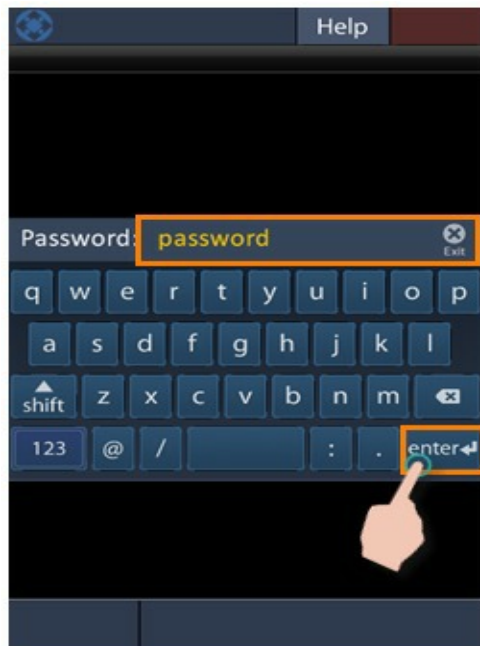 Help
Password: password
Exit
q w e r t y u i o p
a s d f g h j k l
shift z x c v b n m
123 @ / : . enter